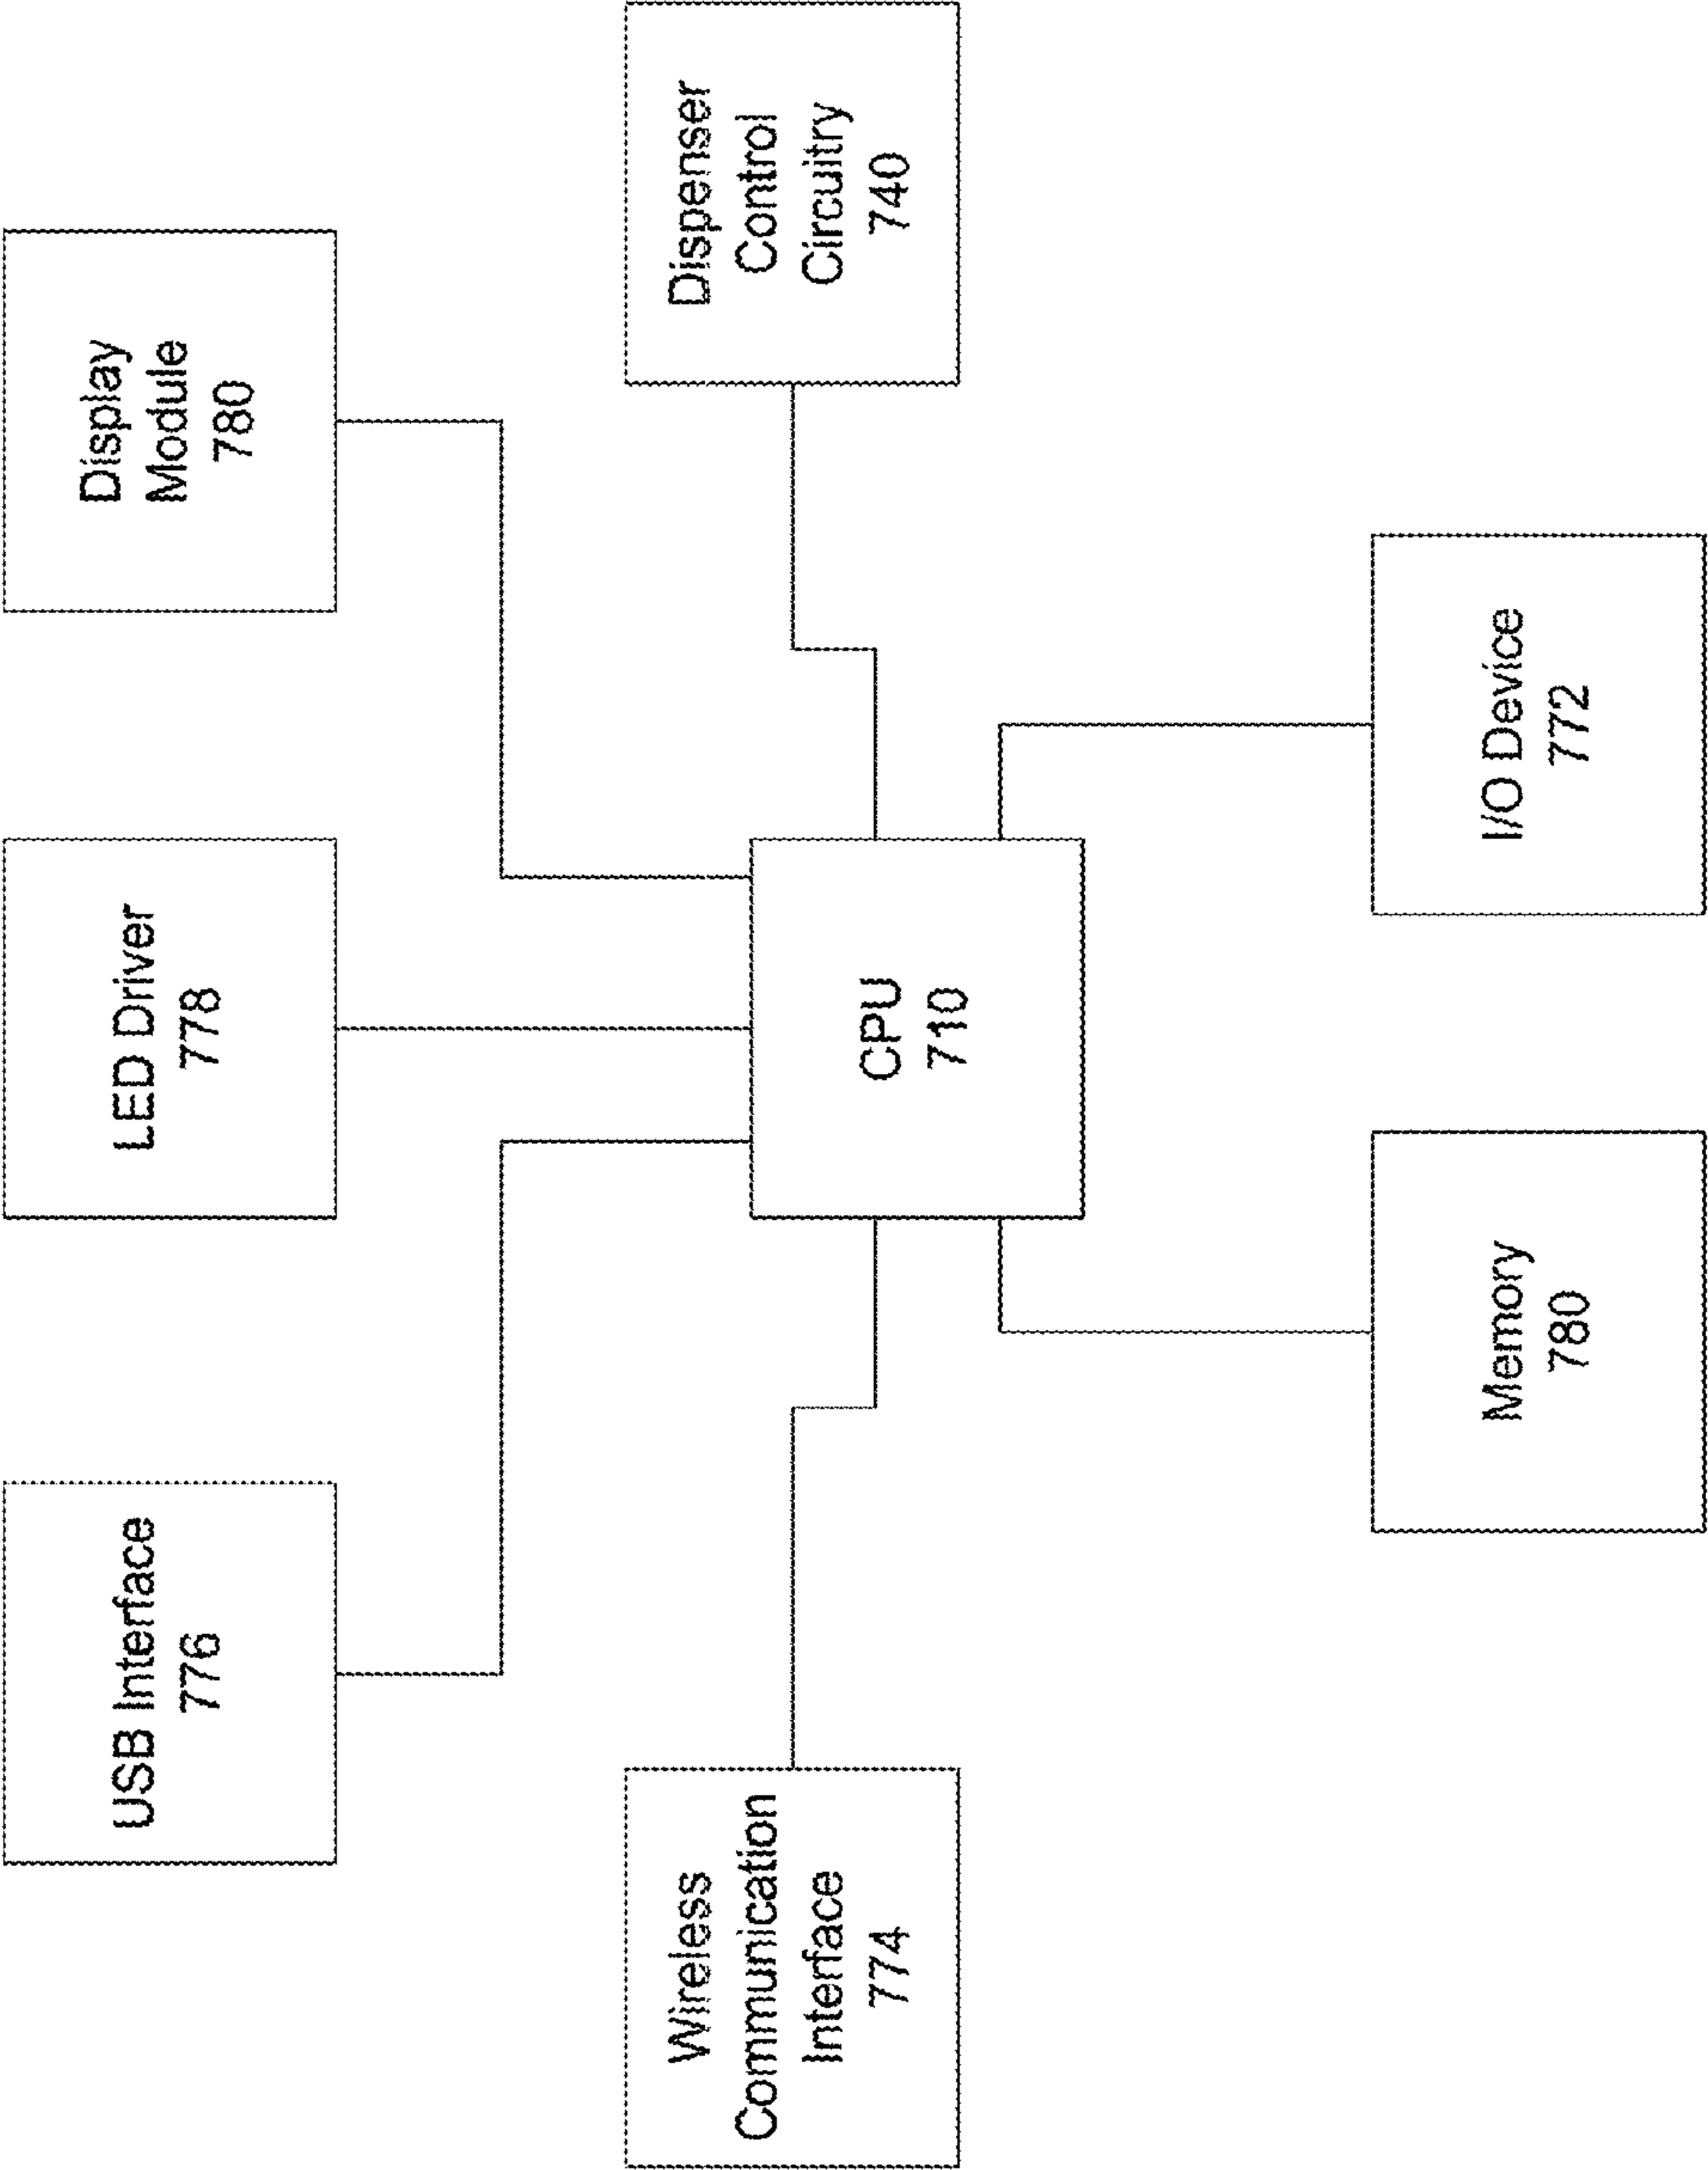 USB Interface
776
LED Driver
778
Display
Module
780
Wireless
Communication
Interface
774
CPU
710
Dispenser
Control
Circuitry
740
Memory
780
I/O Device
772